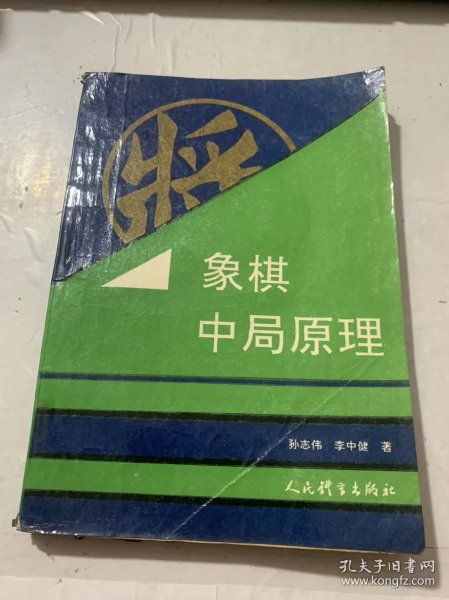 將
象棋
中局原理
孙志伟 李中健 著
人民体育出版社
孔夫子旧书网
www.kongfz.com